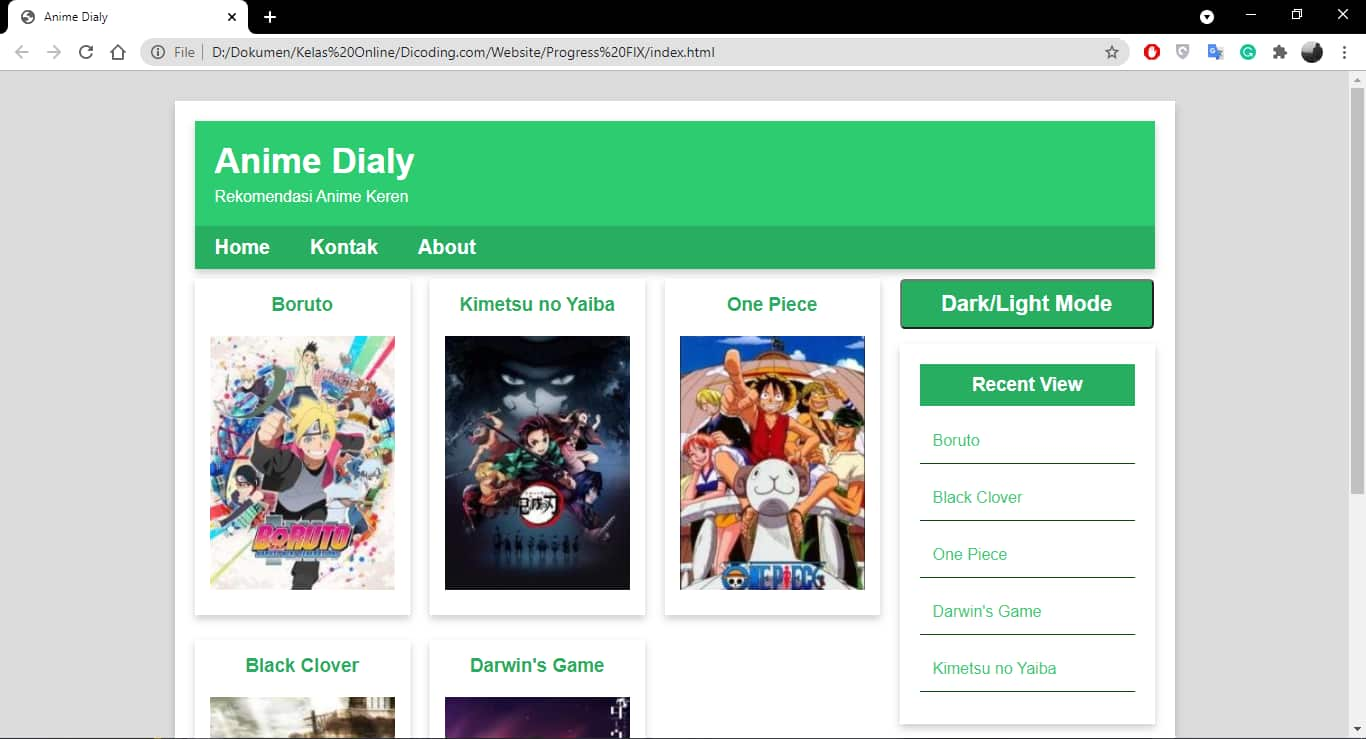 Anime Dialy
File
D:/Dokumen/Kelas%20Online/Dicoding.com/Website/Progress%20FIX/index.html
Anime Dialy
Rekomendasi Anime Keren
Home Kontak About
Boruto
BORUTO
Kimetsu no Yaiba
One Piece
ONE PIECE
Black Clover
Darwin's Game
Dark/Light Mode
Recent View
Boruto
Black Clover
One Piece
Darwin's Game
Kimetsu no Yaiba